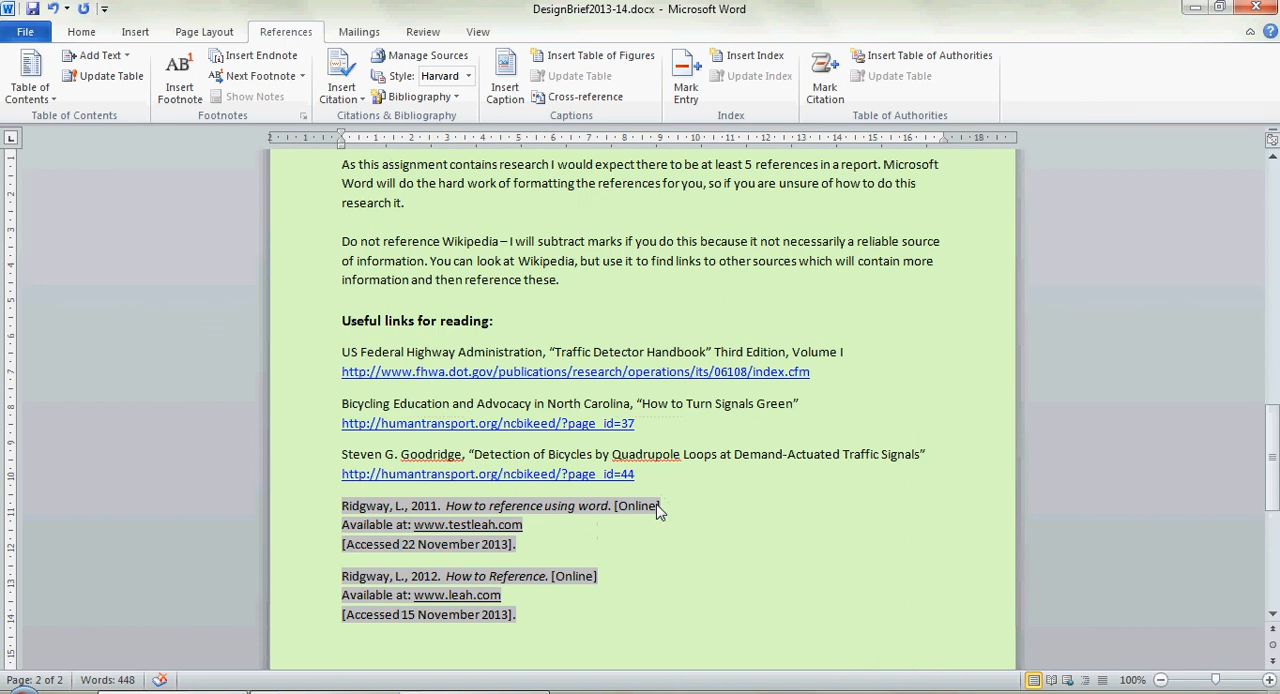 DesignBrief2013-14.docx - Microsoft Word
File Home Insert Page Layout References Mailings Review View
Table of Contents
Add Text
Update Table
Table of Contents
AB1
Insert Footnote
Insert Endnote
Next Footnote
Show Notes
Footnotes
Insert Citation
Manage Sources
Style: Harvard
Bibliography
Citations & Bibliography
Insert Caption
Insert Table of Figures
Update Table
Cross-reference
Captions
Mark Entry
Insert Index
Update Index
Index
Mark Citation
Insert Table of Authorities
Update Table
Table of Authorities
As this assignment contains research I would expect there to be at least 5 references in a report. Microsoft
Word will do the hard work of formatting the references for you, so if you are unsure of how to do this
research it.
Do not reference Wikipedia – I will subtract marks if you do this because it not necessarily a reliable source
of information. You can look at Wikipedia, but use it to find links to other sources which will contain more
information and then reference these.
Useful links for reading:
US Federal Highway Administration, “Traffic Detector Handbook” Third Edition, Volume I
http://www.fhwa.dot.gov/publications/research/operations/its/06108/index.cfm
Bicycling Education and Advocacy in North Carolina, “How to Turn Signals Green”
http://humantransport.org/ncbikeed/?page_id=37
Steven G. Goodridge, “Detection of Bicycles by Quadrupole Loops at Demand-Actuated Traffic Signals”
http://humantransport.org/ncbikeed/?page_id=44
Ridgway, L., 2011. How to reference using word. [Online]
Available at: www.testleah.com
[Accessed 22 November 2013].
Ridgway, L., 2012. How to Reference. [Online]
Available at: www.leah.com
[Accessed 15 November 2013].
Page: 2 of 2 Words: 448 100%